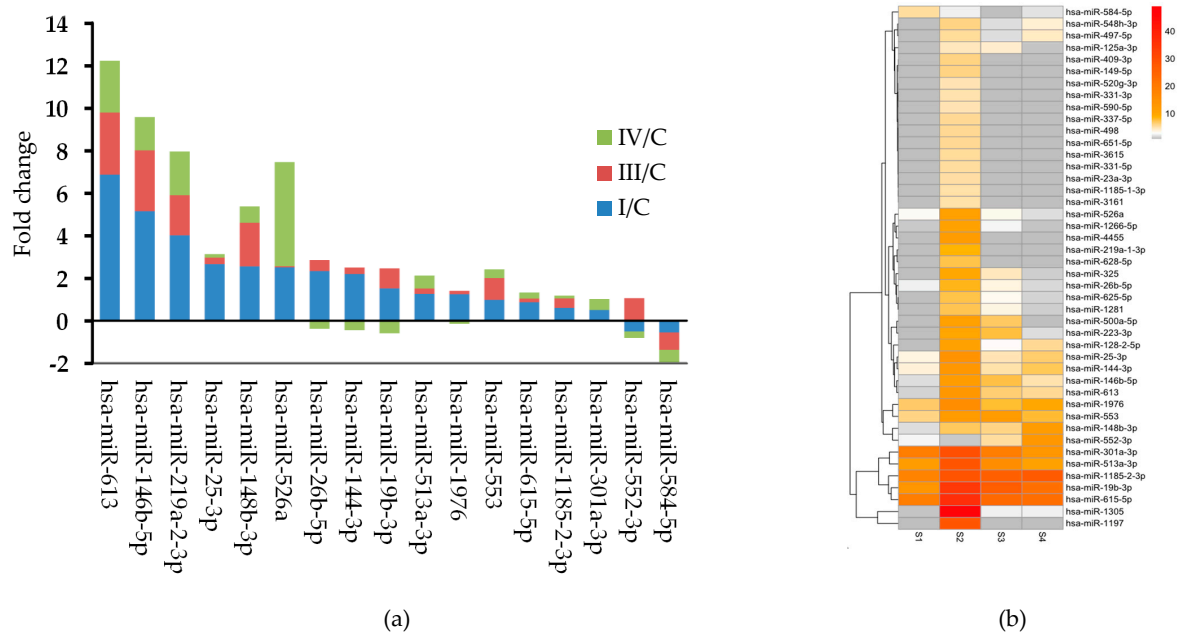 14
12
10
8
6
4
2
0
-2
Fold change
IV/C
III/C
I/C
hsa-miR-613
hsa-miR-146b-5p
hsa-miR-219a-2-3p
hsa-miR-25-3p
hsa-miR-148b-3p
hsa-miR-526a
hsa-miR-26b-5p
hsa-miR-144-3p
hsa-miR-19b-3p
hsa-miR-513a-3p
hsa-miR-1976
hsa-miR-553
hsa-miR-615-5p
hsa-miR-1185-2-3p
hsa-miR-301a-3p
hsa-miR-552-3p
hsa-miR-584-5p
(a)
hsa-miR-584-5p
hsa-miR-548h-3p
hsa-miR-497-5p
hsa-miR-125a-3p
hsa-miR-409-3p
hsa-miR-149-5p
hsa-miR-520g-3p
hsa-miR-331-3p
hsa-miR-590-5p
hsa-miR-337-5p
hsa-miR-498
hsa-miR-651-5p
hsa-miR-3615
hsa-miR-331-5p
hsa-miR-23a-3p
hsa-miR-1185-1-3p
hsa-miR-3161
hsa-miR-526a
hsa-miR-1266-5p
hsa-miR-4455
hsa-miR-219a-1-3p
hsa-miR-628-5p
hsa-miR-325
hsa-miR-26b-5p
hsa-miR-625-5p
hsa-miR-1281
hsa-miR-500a-5p
hsa-miR-223-3p
hsa-miR-128-2-5p
hsa-miR-25-3p
hsa-miR-144-3p
hsa-miR-146b-5p
hsa-miR-613
hsa-miR-1976
hsa-miR-553
hsa-miR-148b-3p
hsa-miR-552-3p
hsa-miR-301a-3p
hsa-miR-513a-3p
hsa-miR-1185-2-3p
hsa-miR-19b-3p
hsa-miR-615-5p
hsa-miR-1305
hsa-miR-1197
S1
S2
S3
S4
40
30
20
10
(b)